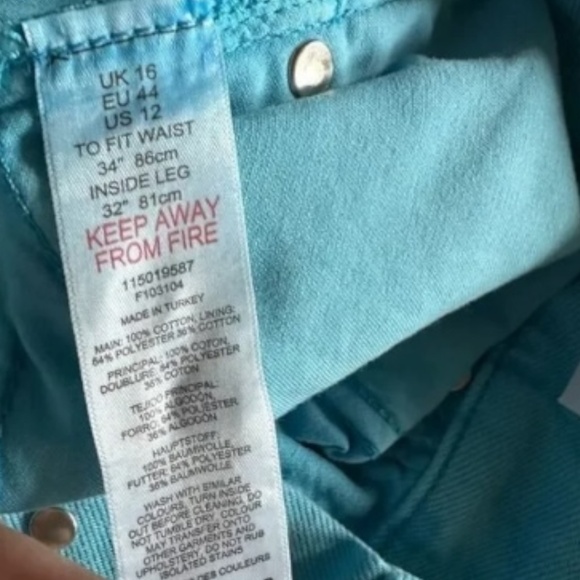 UK 16
EU 44
US 12
TO FIT WAIST
34" 86cm
INSIDE LEG
32" 81cm
KEEP AWAY
FROM FIRE
115019587
F103104
MADE IN TURKEY
MAIN: 100% COTTON, LINING:
64% POLYESTER 36% COTTON
PRINCIPAL: 100% COTON,
DOUBLURE: 64% POLYESTER
36% COTON
TEJIDO PRINCIPAL:
100% ALGODÓN
FORRO: 64% POLIÉSTER
36% ALGODÓN
HAUPTSTOFF:
100% BAUMWOLLE,
FUTTER: 64% POLYESTER
36% BAUMWOLLE
WASH WITH SIMILAR
COLOURS, TURN INSIDE
OUT BEFORE CLEANING, DO
NOT TUMBLE DRY, COLOUR
MAY TRANSFER ONTO
OTHER GARMENTS AND
UPHOLSTERY, DO NOT RUB
ISOLATED STAINS
DES COULEURS